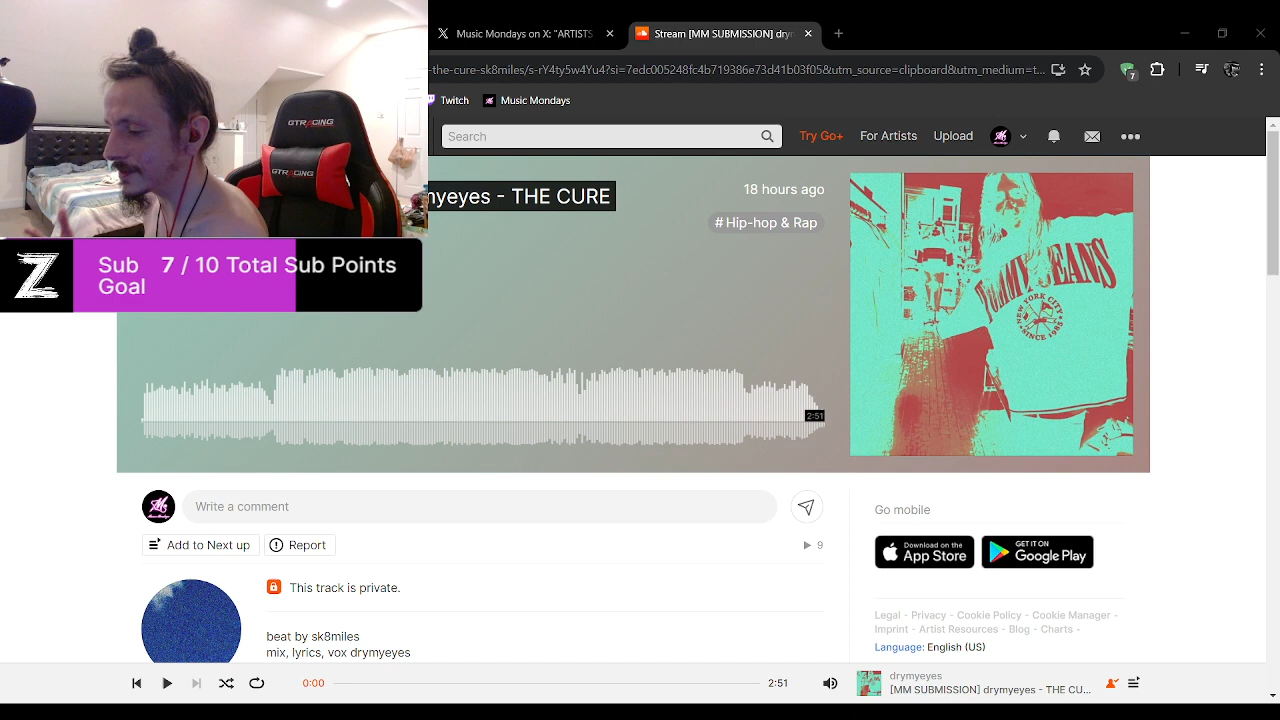 Music Mondays on X: "ARTISTS
Stream [MM SUBMISSION] dry
-the-cure-sk8miles/s-rY4ty5w4Yu4?si=7edc005248fc4b719386e73d41b03f05&utm_source=clipboard&utm_medium=t...
7
Twitch
Music Mondays
Search
Try Go+
For Artists
Upload
GTRACING
GTRACING
myeyes - THE CURE
18 hours ago
# Hip-hop & Rap
TOMMY JEANS
NEW YORK CITY
SINCE 1985
Z
Sub Goal
7 / 10 Total Sub Points
2:51
Write a comment
Add to Next up
Report
9
This track is private.
beat by sk8miles
mix, lyrics, vox drymyeyes
Go mobile
Download on the
App Store
GET IT ON
Google Play
Legal - Privacy - Cookie Policy - Cookie Manager -
Imprint - Artist Resources - Blog - Charts -
Language: English (US)
0:00
2:51
drymyeyes
[MM SUBMISSION] drymyeyes - THE CU...